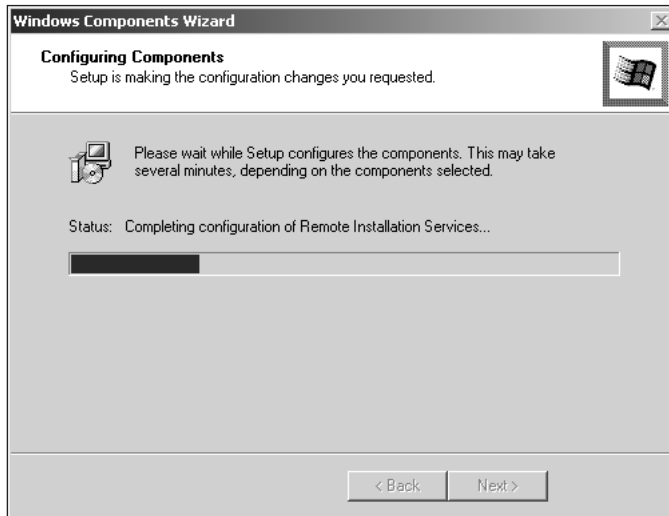 Windows Components Wizard
Configuring Components
Setup is making the configuration changes you requested.
Please wait while Setup configures the components. This may take
several minutes, depending on the components selected.
Status: Completing configuration of Remote Installation Services...
< Back Next >